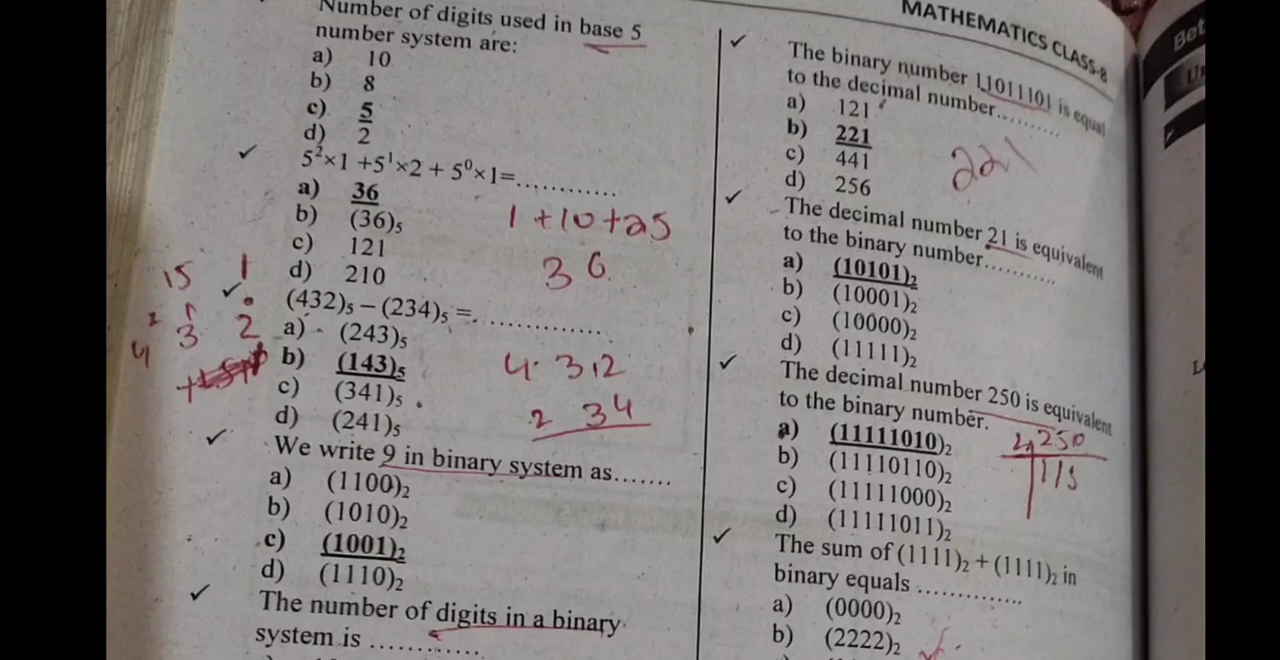 MATHEMATICS CLASS-8
Number of digits used in base 5
number system are:
a) 10
b) 8
c) 5
d) 2
✓ 5²×1 +5¹×2 + 5⁰×1=............
a) 36
b) (36)₅
c) 121
d) 210
1 + 10 + 25
36
✓ (432)₅ – (234)₅ =...............
a) (243)₅
b) (143)₅
c) (341)₅
d) (241)₅
15 1
3 2
4
4 3 12
2 3 4
✓ We write 9 in binary system as.......
a) (1100)₂
b) (1010)₂
c) (1001)₂
d) (1110)₂
✓ The number of digits in a binary
system is ............
✓ The binary number 11011101 is equal
to the decimal number..........
a) 121
b) 221
c) 441
d) 256
221
✓ The decimal number 21 is equivalent
to the binary number..........
a) (10101)₂
b) (10001)₂
c) (10000)₂
d) (11111)₂
✓ The decimal number 250 is equivalent
to the binary number.
a) (11111010)₂
b) (11110110)₂
c) (11111000)₂
d) (11111011)₂
2 250
115
✓ The sum of (1111)₂ + (1111)₂ in
binary equals ..............
a) (0000)₂
b) (2222)₂
Bet